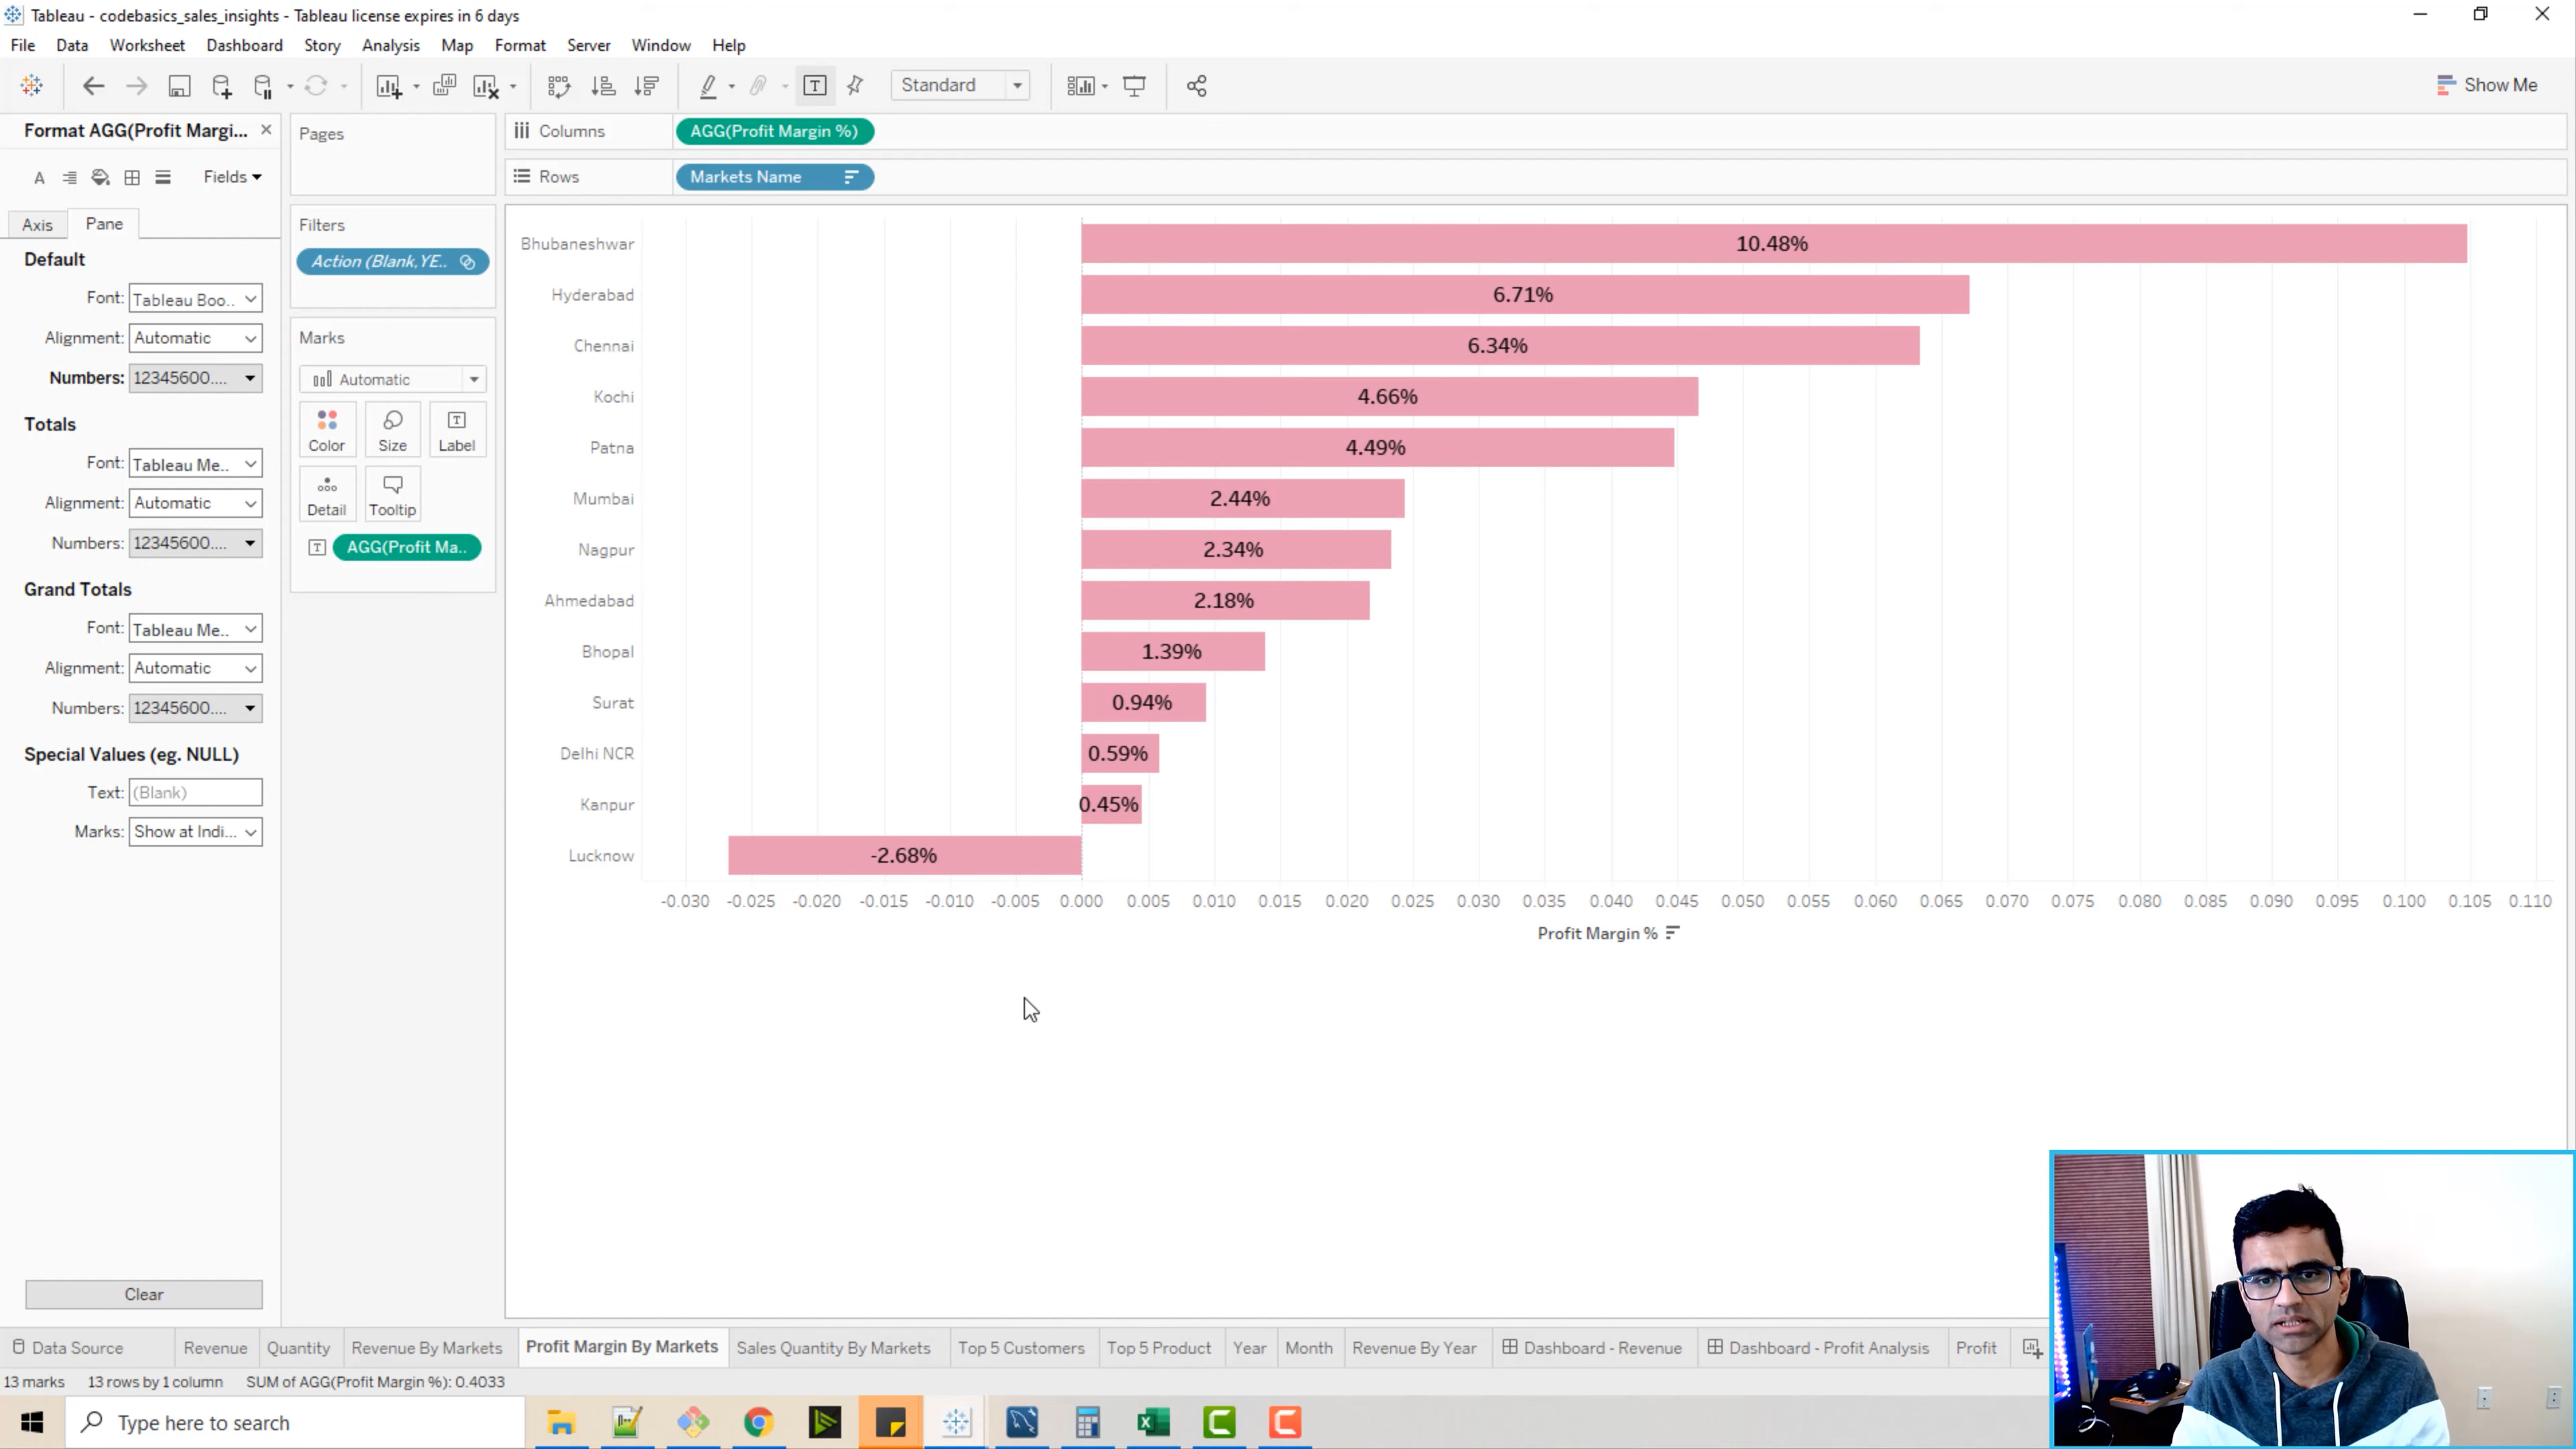 Tableau - codebasics_sales_insights - Tableau license expires in 6 days
File Data Worksheet Dashboard Story Analysis Map Format Server Window Help
Standard
Show Me
Format AGG(Profit Margi...
Fields
Axis Pane
Default
Font: Tableau Boo..
Alignment: Automatic
Numbers: 12345600....
Totals
Font: Tableau Me..
Alignment: Automatic
Numbers: 12345600....
Grand Totals
Font: Tableau Me..
Alignment: Automatic
Numbers: 12345600....
Special Values (eg. NULL)
Text: (Blank)
Marks: Show at Indi...
Clear
Pages
Filters
Action (Blank,YE..
Marks
Automatic
Color Size Label
Detail Tooltip
AGG(Profit Ma..
Columns AGG(Profit Margin %)
Rows Markets Name
Bhubaneshwar 10.48%
Hyderabad 6.71%
Chennai 6.34%
Kochi 4.66%
Patna 4.49%
Mumbai 2.44%
Nagpur 2.34%
Ahmedabad 2.18%
Bhopal 1.39%
Surat 0.94%
Delhi NCR 0.59%
Kanpur 0.45%
Lucknow -2.68%
-0.030 -0.025 -0.020 -0.015 -0.010 -0.005 0.000 0.005 0.010 0.015 0.020 0.025 0.030 0.035 0.040 0.045 0.050 0.055 0.060 0.065 0.070 0.075 0.080 0.085 0.090 0.095 0.100 0.105 0.110
Profit Margin %
Data Source Revenue Quantity Revenue By Markets Profit Margin By Markets Sales Quantity By Markets Top 5 Customers Top 5 Product Year Month Revenue By Year Dashboard - Revenue Dashboard - Profit Analysis Profit
13 marks 13 rows by 1 column SUM of AGG(Profit Margin %): 0.4033
Type here to search